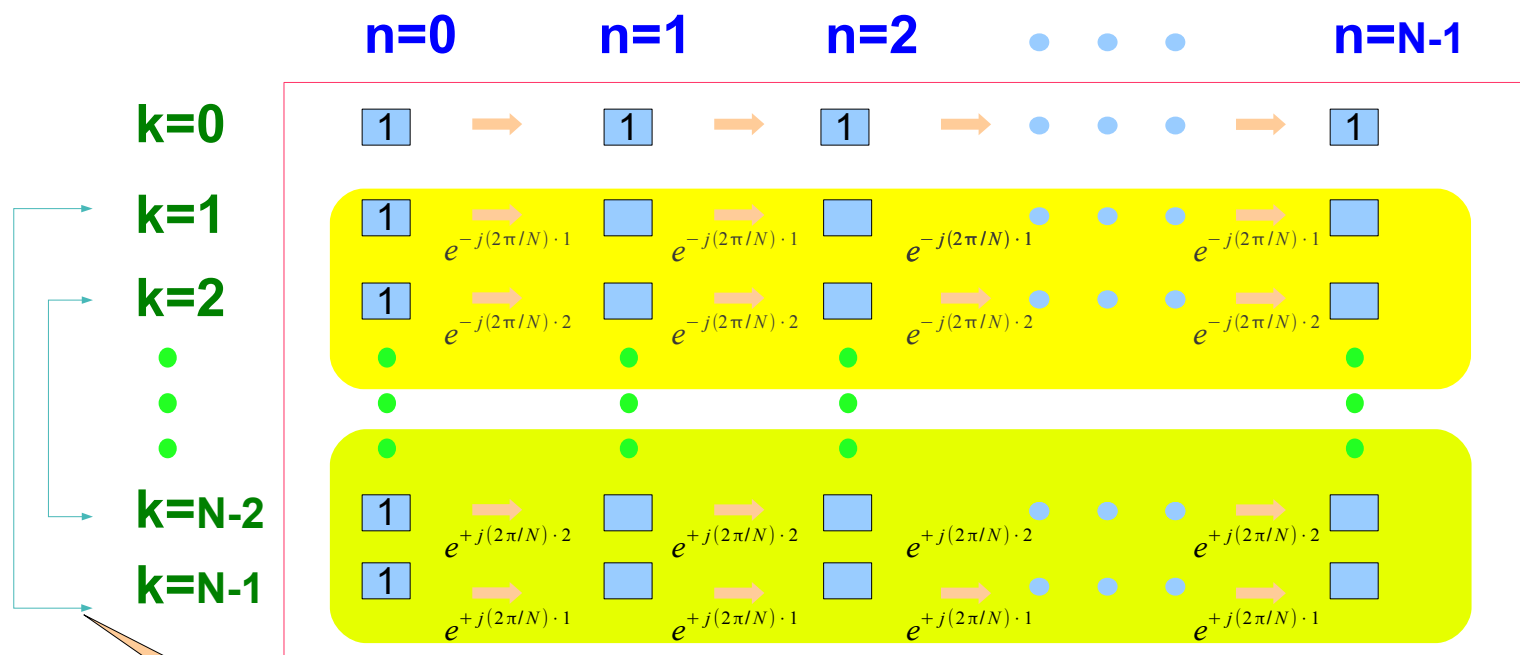 n=0 n=1 n=2 n=N-1
k=0 1 1 1 1
k=1 1
e^{-j(2π/N)·1} e^{-j(2π/N)·1} e^{-j(2π/N)·1} e^{-j(2π/N)·1}
k=2 1
e^{-j(2π/N)·2} e^{-j(2π/N)·2} e^{-j(2π/N)·2} e^{-j(2π/N)·2}
k=N-2 1
e^{+j(2π/N)·2} e^{+j(2π/N)·2} e^{+j(2π/N)·2} e^{+j(2π/N)·2}
k=N-1 1
e^{+j(2π/N)·1} e^{+j(2π/N)·1} e^{+j(2π/N)·1} e^{+j(2π/N)·1}